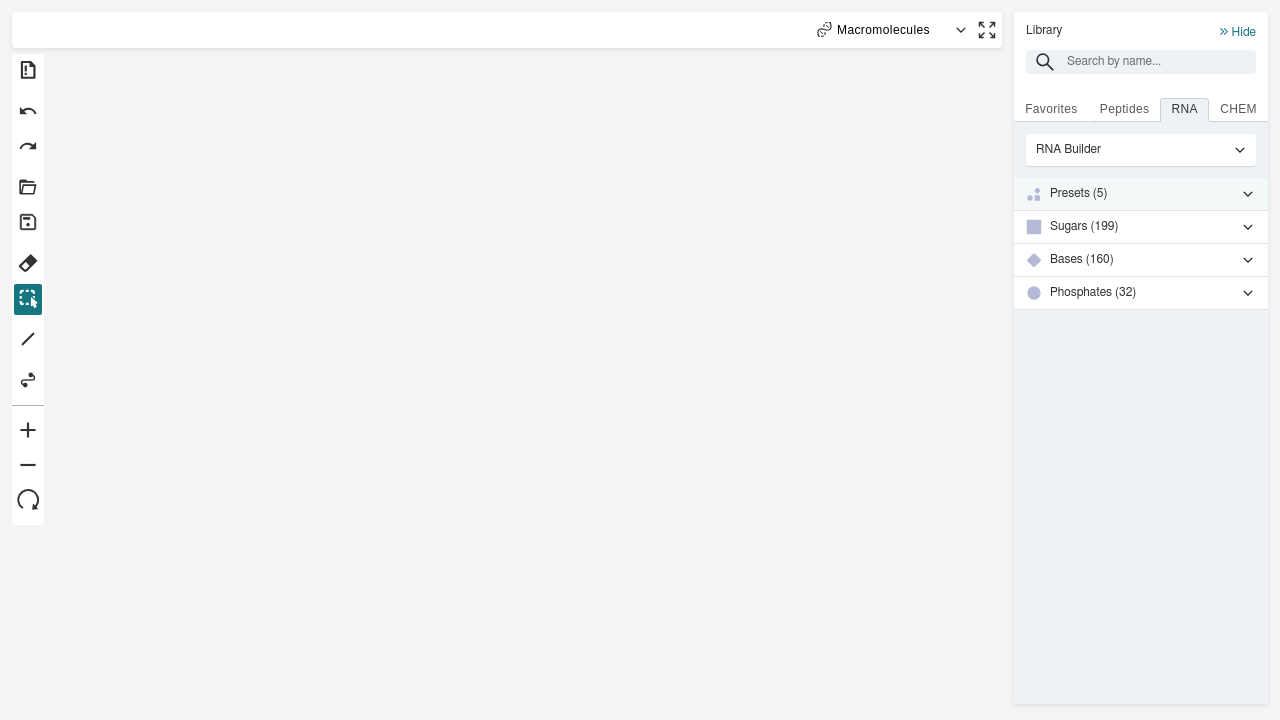 Macromolecules
Library
Hide
Search by name...
Favorites
Peptides
RNA
CHEM
RNA Builder
Presets (5)
Sugars (199)
Bases (160)
Phosphates (32)